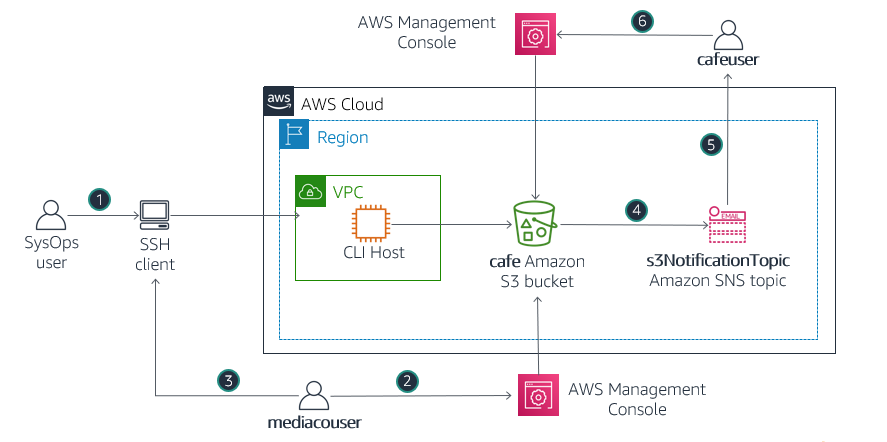 AWS Management
Console
6
cafeuser
aws
AWS Cloud
Region
5
VPC
1
4
SysOps
user
SSH
client
CLI Host
cafe Amazon
S3 bucket
EMAIL
s3NotificationTopic
Amazon SNS topic
3
2
mediacouser
AWS Management
Console